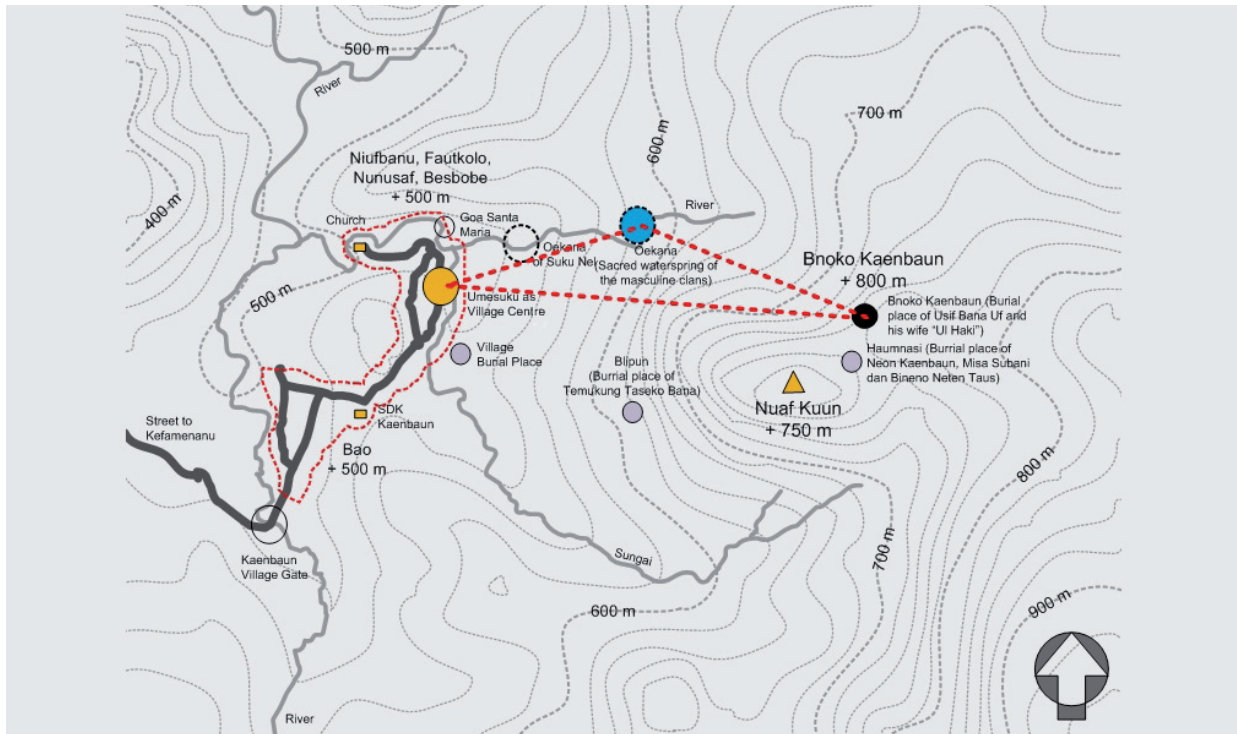 500 m
River
400 m
Niufbanu, Fautkolo,
Nunusaf, Besbobe
+ 500 m
Church
Goa Santa
Maria
600 m
700 m
River
Oekana
of Suku Nel
Oekana
(Sacred waterspring of
the masculine clans)
Bnoko Kaenbaun
+ 800 m
Bnoko Kaenbaun (Burial
place of Usif Bana Uf and
his wife “Ul Haki”)
500 m
Umesuku as
Village Centre
Village
Burial Place
Blipun
(Burrial place of
Temukung Taseko Bana)
Haumnasi (Burrial place of
Neon Kaenbaun, Misa Subani
dan Bineno Neten Taus)
Nuaf Kuun
+ 750 m
SDK
Kaenbaun
Street to
Kefamenanu
Bao
+ 500 m
800 m
Kaenbaun
Village Gate
Sungai
700 m
600 m
900 m
River